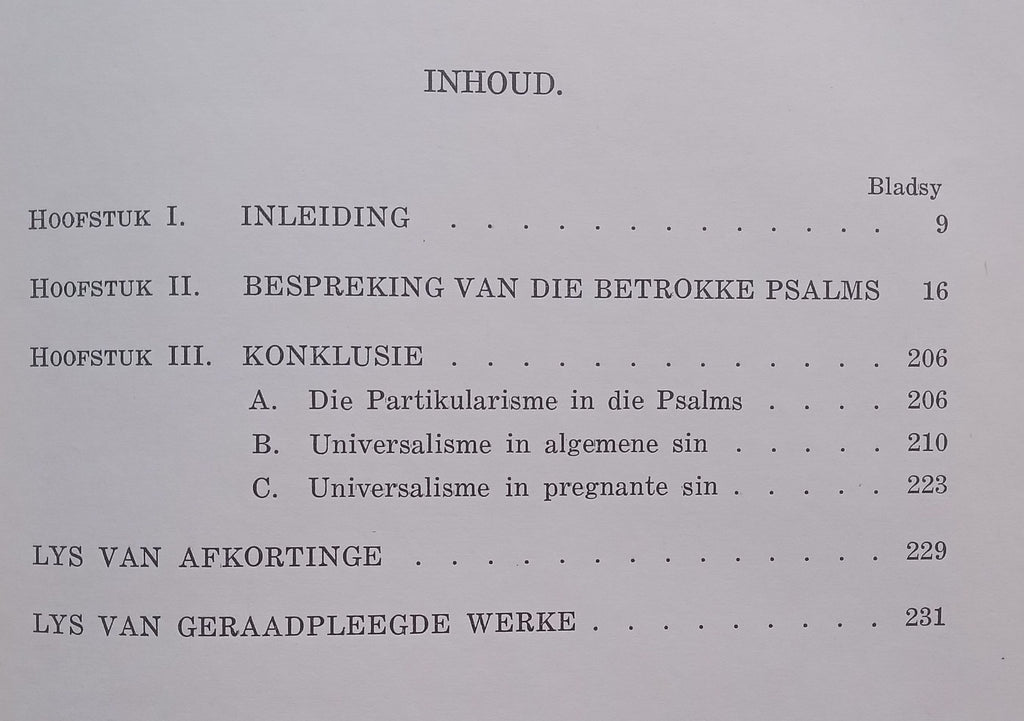 INHOUD.
Bladsy
HOOFSTUK I. INLEIDING . . . . . . . . . . . . . 9
HOOFSTUK II. BESPREKING VAN DIE BETROKKE PSALMS 16
HOOFSTUK III. KONKLUSIE . . . . . . . . . . . . . 206
A. Die Partikularisme in die Psalms . . . . 206
B. Universalisme in algemene sin . . . . . 210
C. Universalisme in pregnante sin . . . . . 223
LYS VAN AFKORTINGE . . . . . . . . . . . . . . 229
LYS VAN GERAADPLEEGDE WERKE . . . . . . . . . 231